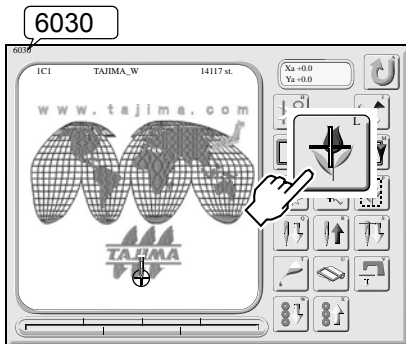 6030
6030
1C1 TAJIMA_W 14117 st.
Xa +0.0
Ya +0.0
A
www.tajima.com
H
L
M
TAJIMA
Q R S
T U V
W X